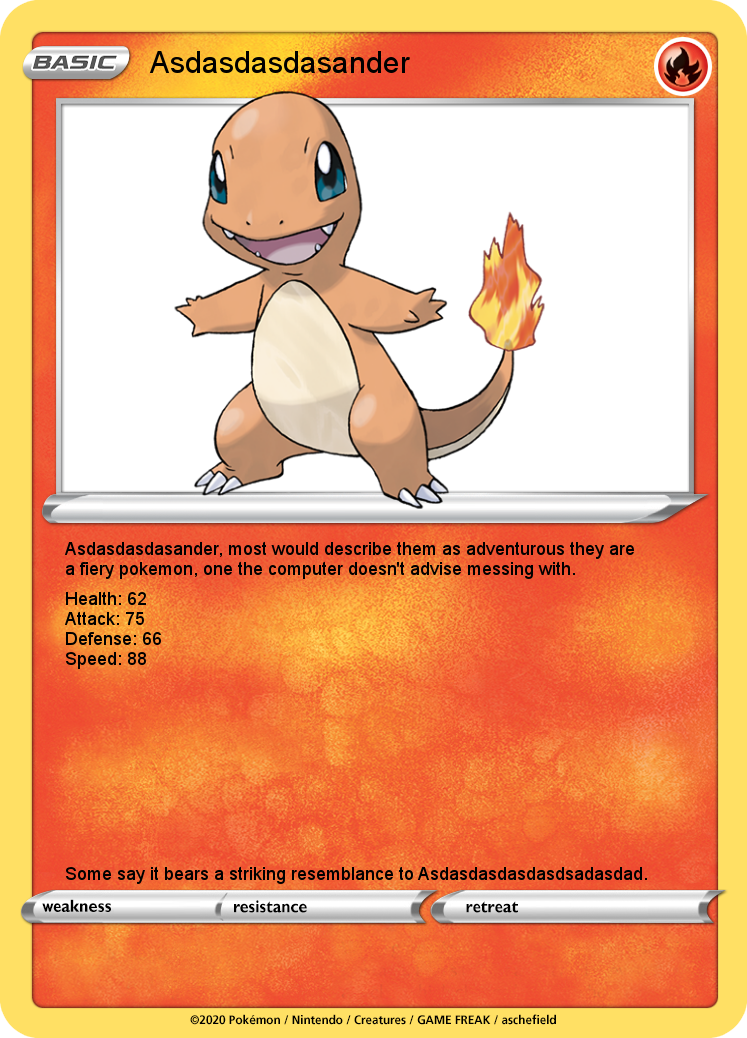 BASIC Asdasdasdasander
Asdasdasdasander, most would describe them as adventurous they are
a fiery pokemon, one the computer doesn't advise messing with.
Health: 62
Attack: 75
Defense: 66
Speed: 88
Some say it bears a striking resemblance to Asdasdasdasdasdsadasdad.
weakness resistance retreat
©2020 Pokémon / Nintendo / Creatures / GAME FREAK / aschefield